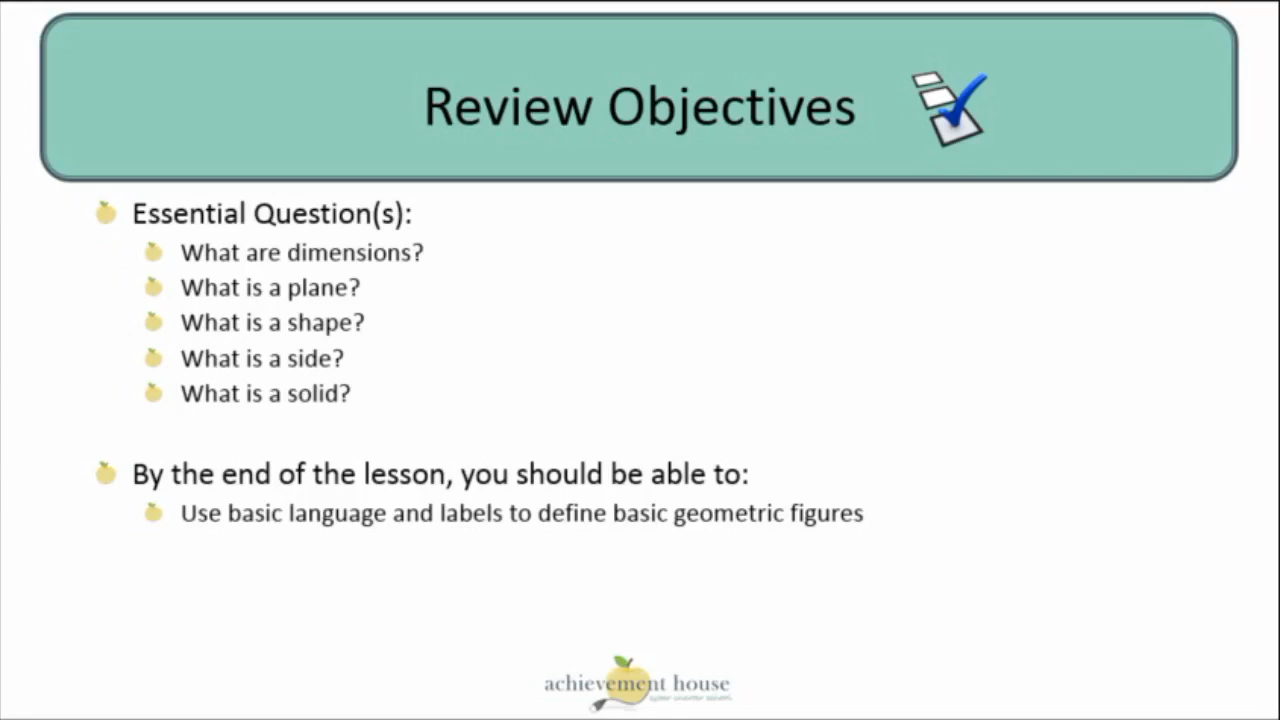 Review Objectives
Essential Question(s):
What are dimensions?
What is a plane?
What is a shape?
What is a side?
What is a solid?
By the end of the lesson, you should be able to:
Use basic language and labels to define basic geometric figures
achievement house